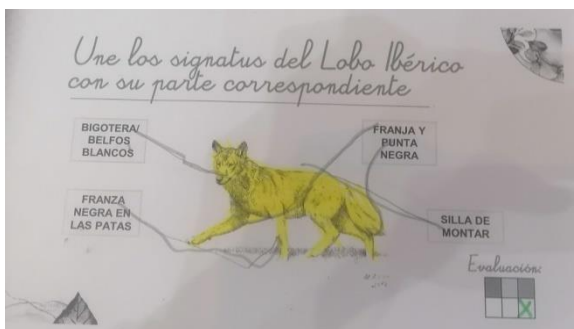 Une los signatus del Lobo Ibérico
con su parte correspondiente
BIGOTERA/
BELFOS
BLANCOS
FRANJA Y
PUNTA
NEGRA
FRANZA
NEGRA EN
LAS PATAS
SILLA DE
MONTAR
Evaluación:
X